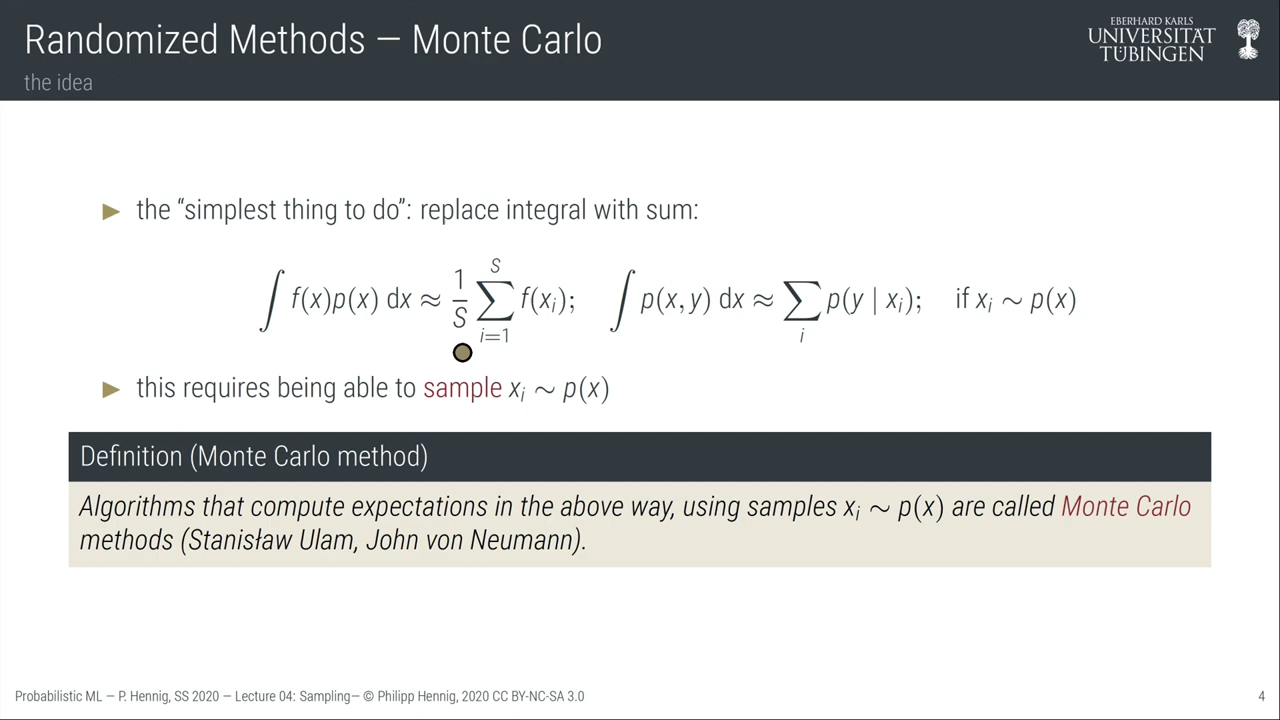 Randomized Methods — Monte Carlo
the idea
EBERHARD KARLS
UNIVERSITÄT
TÜBINGEN
▶ the “simplest thing to do”: replace integral with sum:
∫ f(x)p(x) dx ≈ 1/S ∑_{i=1}^{S} f(x_i); ∫ p(x, y) dx ≈ ∑_i p(y | x_i); if x_i ∼ p(x)
▶ this requires being able to sample x_i ∼ p(x)
Definition (Monte Carlo method)
Algorithms that compute expectations in the above way, using samples x_i ∼ p(x) are called Monte Carlo
methods (Stanisław Ulam, John von Neumann).
Probabilistic ML — P. Hennig, SS 2020 — Lecture 04: Sampling— © Philipp Hennig, 2020 CC BY-NC-SA 3.0
4